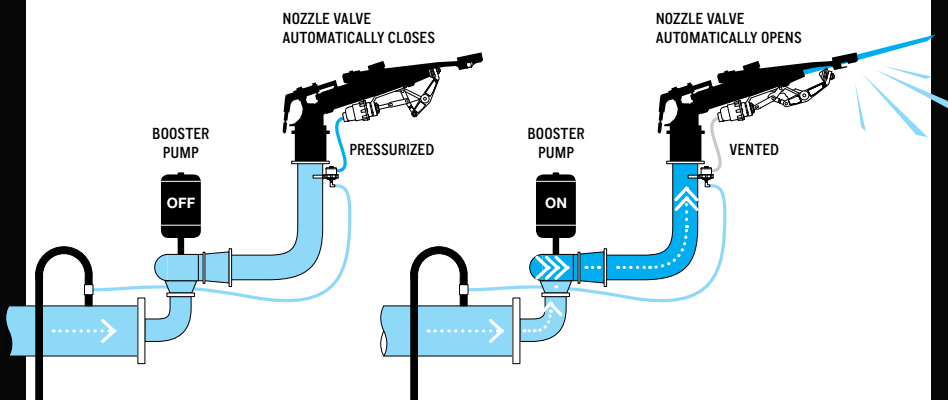 NOZZLE VALVE
AUTOMATICALLY CLOSES
BOOSTER
PUMP
PRESSURIZED
OFF
NOZZLE VALVE
AUTOMATICALLY OPENS
BOOSTER
PUMP
VENTED
ON